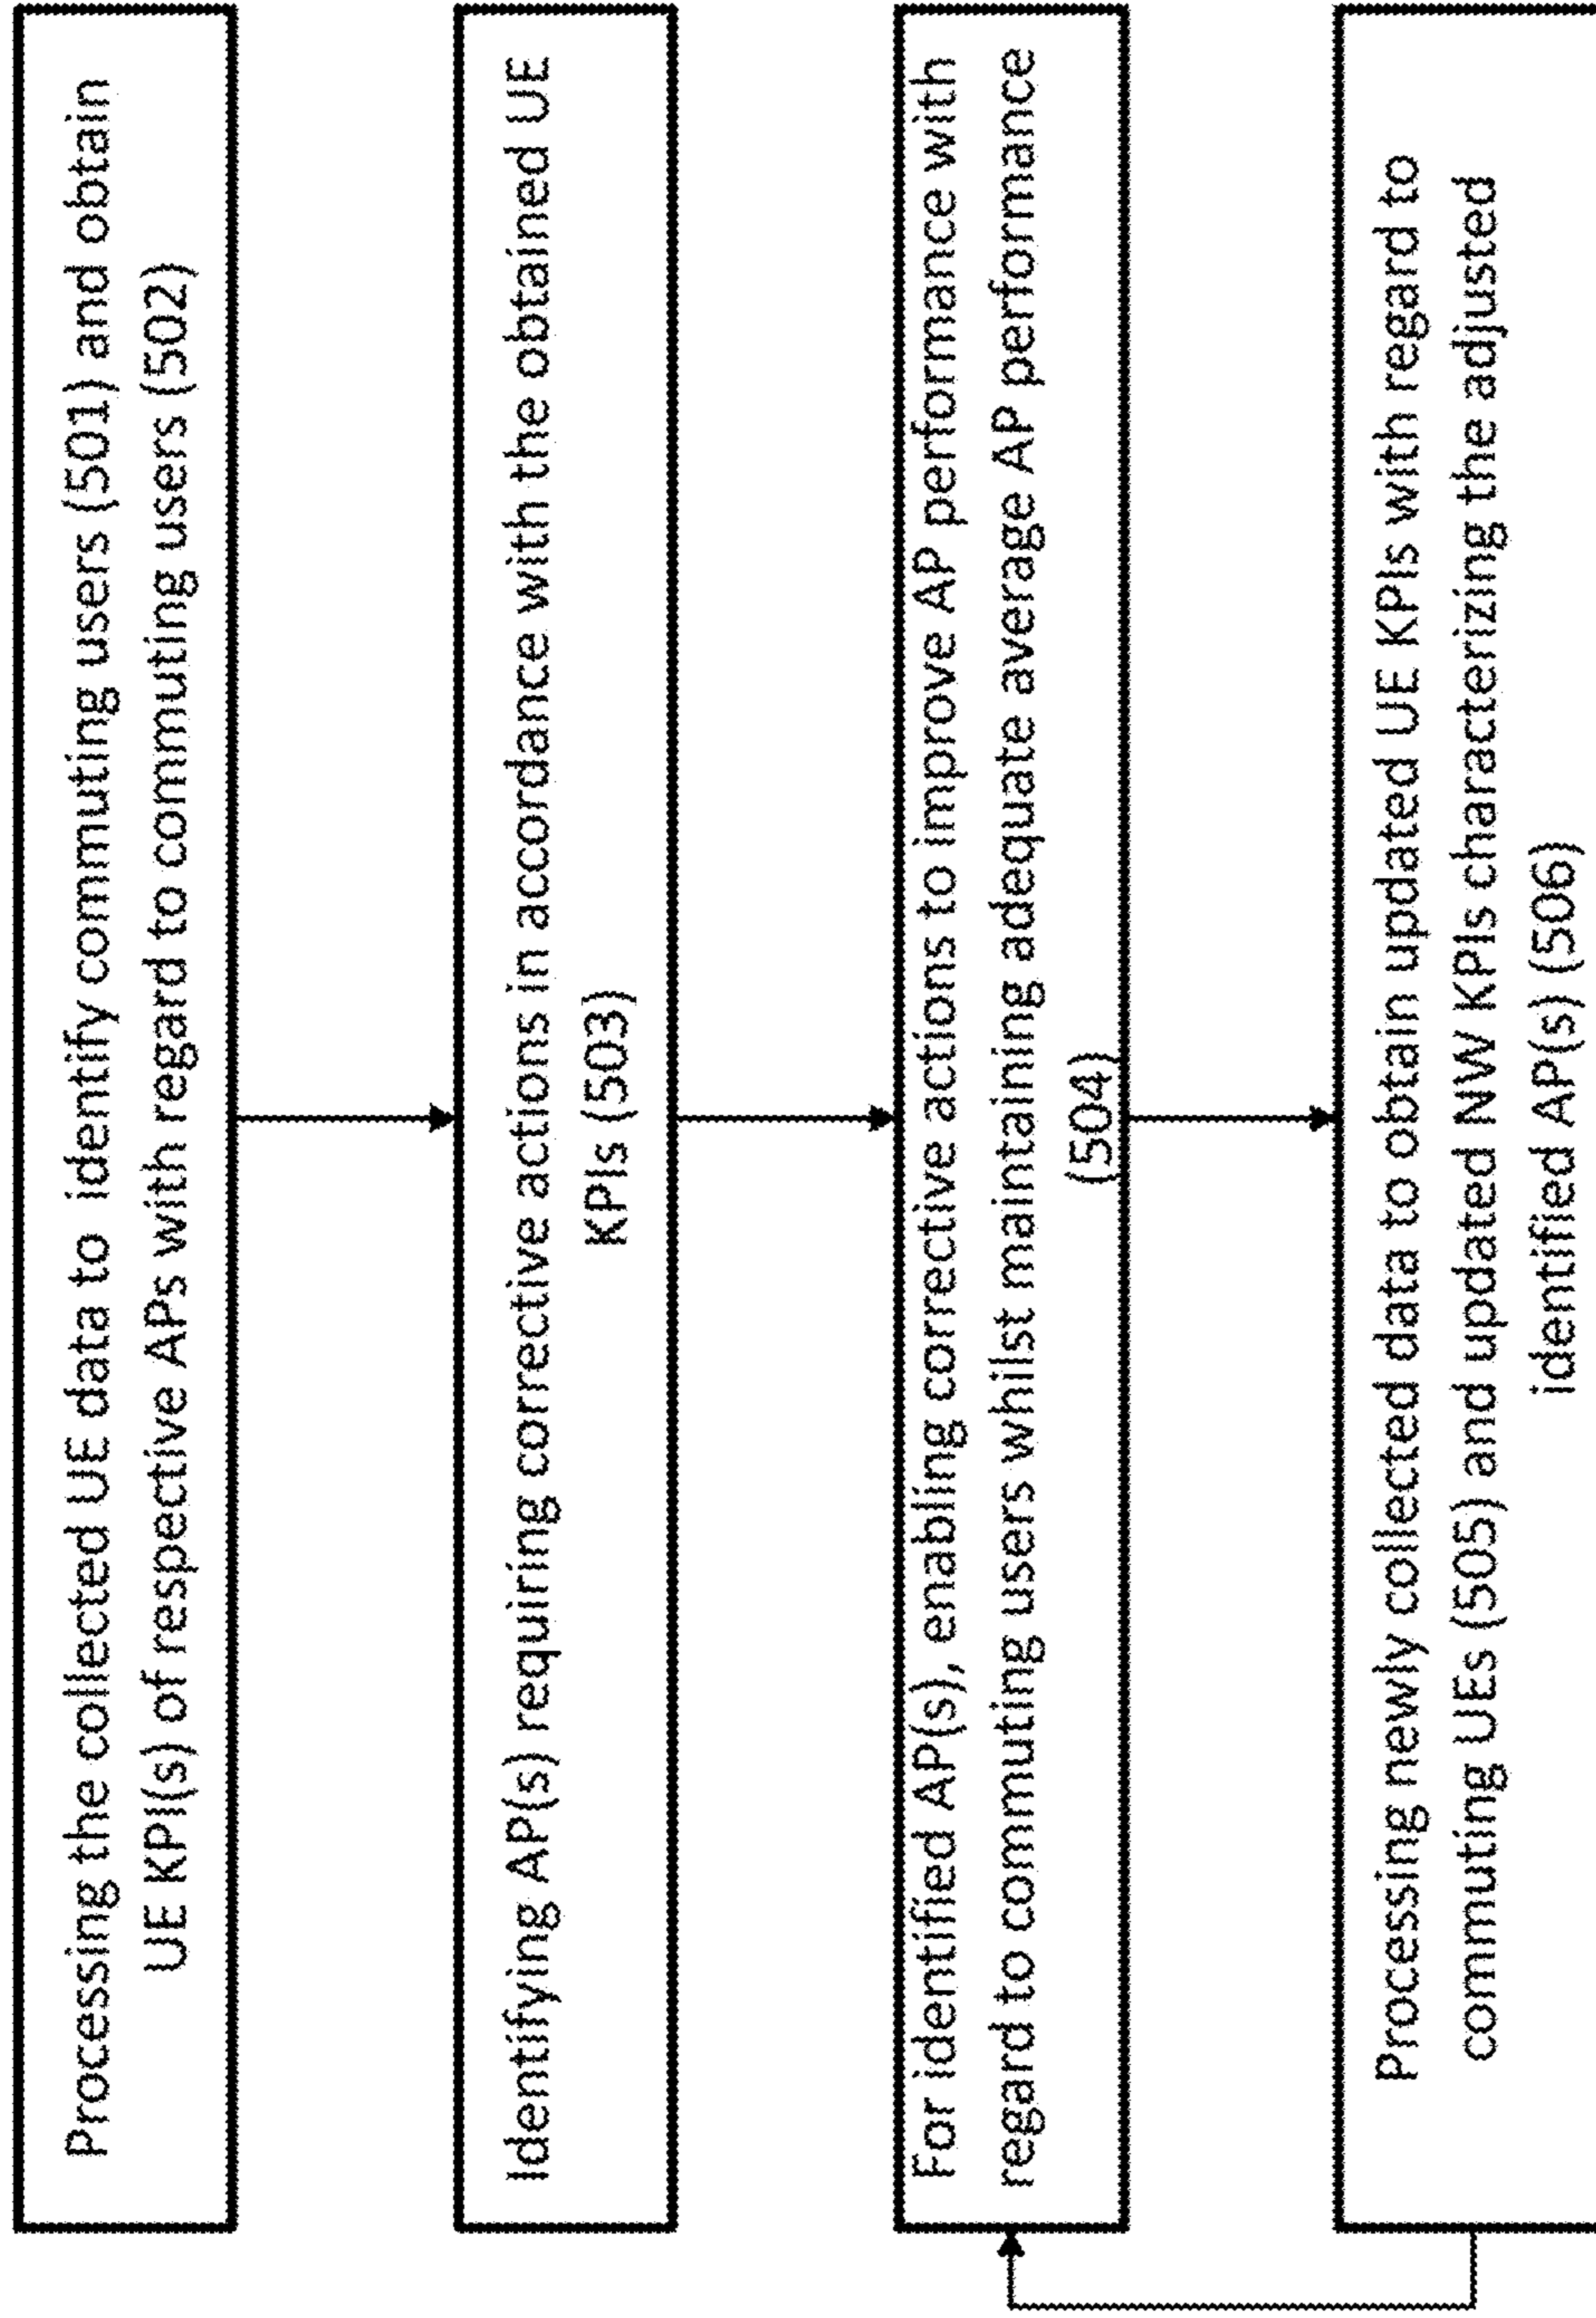 Processing the collected UE data to identify commuting users (501) and obtain
UE KPI(s) of respective APs with regard to commuting users (502)
Identifying AP(s) requiring corrective actions in accordance with the obtained UE
KPIs (503)
For identified AP(s), enabling corrective actions to improve AP performance with
regard to commuting users whilst maintaining adequate average AP performance
(504)
Processing newly collected data to obtain updated UE KPIs with regard to
commuting UEs (505) and updated NW KPIs characterizing the adjusted
identified AP(s) (506)